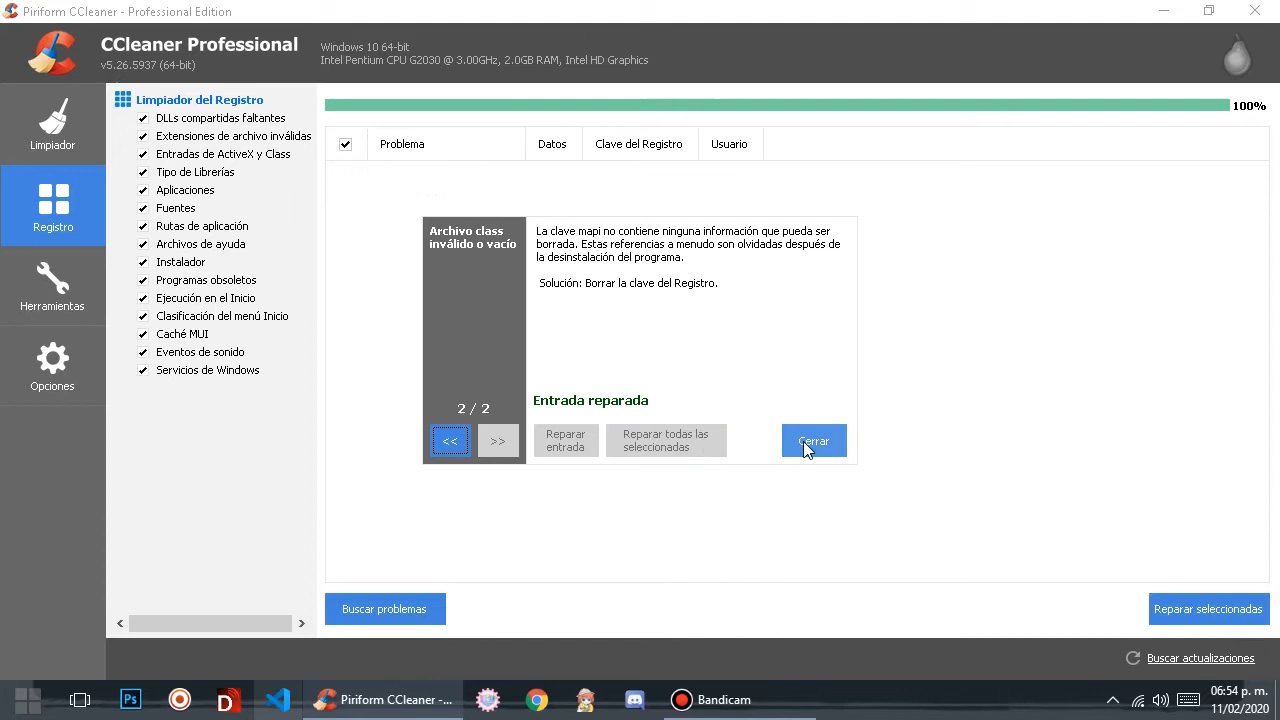 Piriform CCleaner - Professional Edition
CCleaner Professional
v5.26.5937 (64-bit)
Windows 10 64-bit
Intel Pentium CPU G2030 @ 3.00GHz, 2.0GB RAM, Intel HD Graphics
Limpiador
Registro
Herramientas
Opciones
Limpiador del Registro
DLLs compartidas faltantes
Extensiones de archivo inválidas
Entradas de ActiveX y Class
Tipo de Librerías
Aplicaciones
Fuentes
Rutas de aplicación
Archivos de ayuda
Instalador
Programas obsoletos
Ejecución en el Inicio
Clasificación del menú Inicio
Caché MUI
Eventos de sonido
Servicios de Windows
100%
Problema Datos Clave del Registro Usuario
Archivo class
inválido o vacío
2 / 2
<< >>
La clave mapi no contiene ninguna información que pueda ser
borrada. Estas referencias a menudo son olvidadas después de
la desinstalación del programa.
Solución: Borrar la clave del Registro.
Entrada reparada
Reparar
entrada
Reparar todas las
seleccionadas
Cerrar
Buscar problemas
Reparar seleccionadas
Buscar actualizaciones
Ps
D
Piriform CCleaner -...
Bandicam
06:54 p. m.
11/02/2020